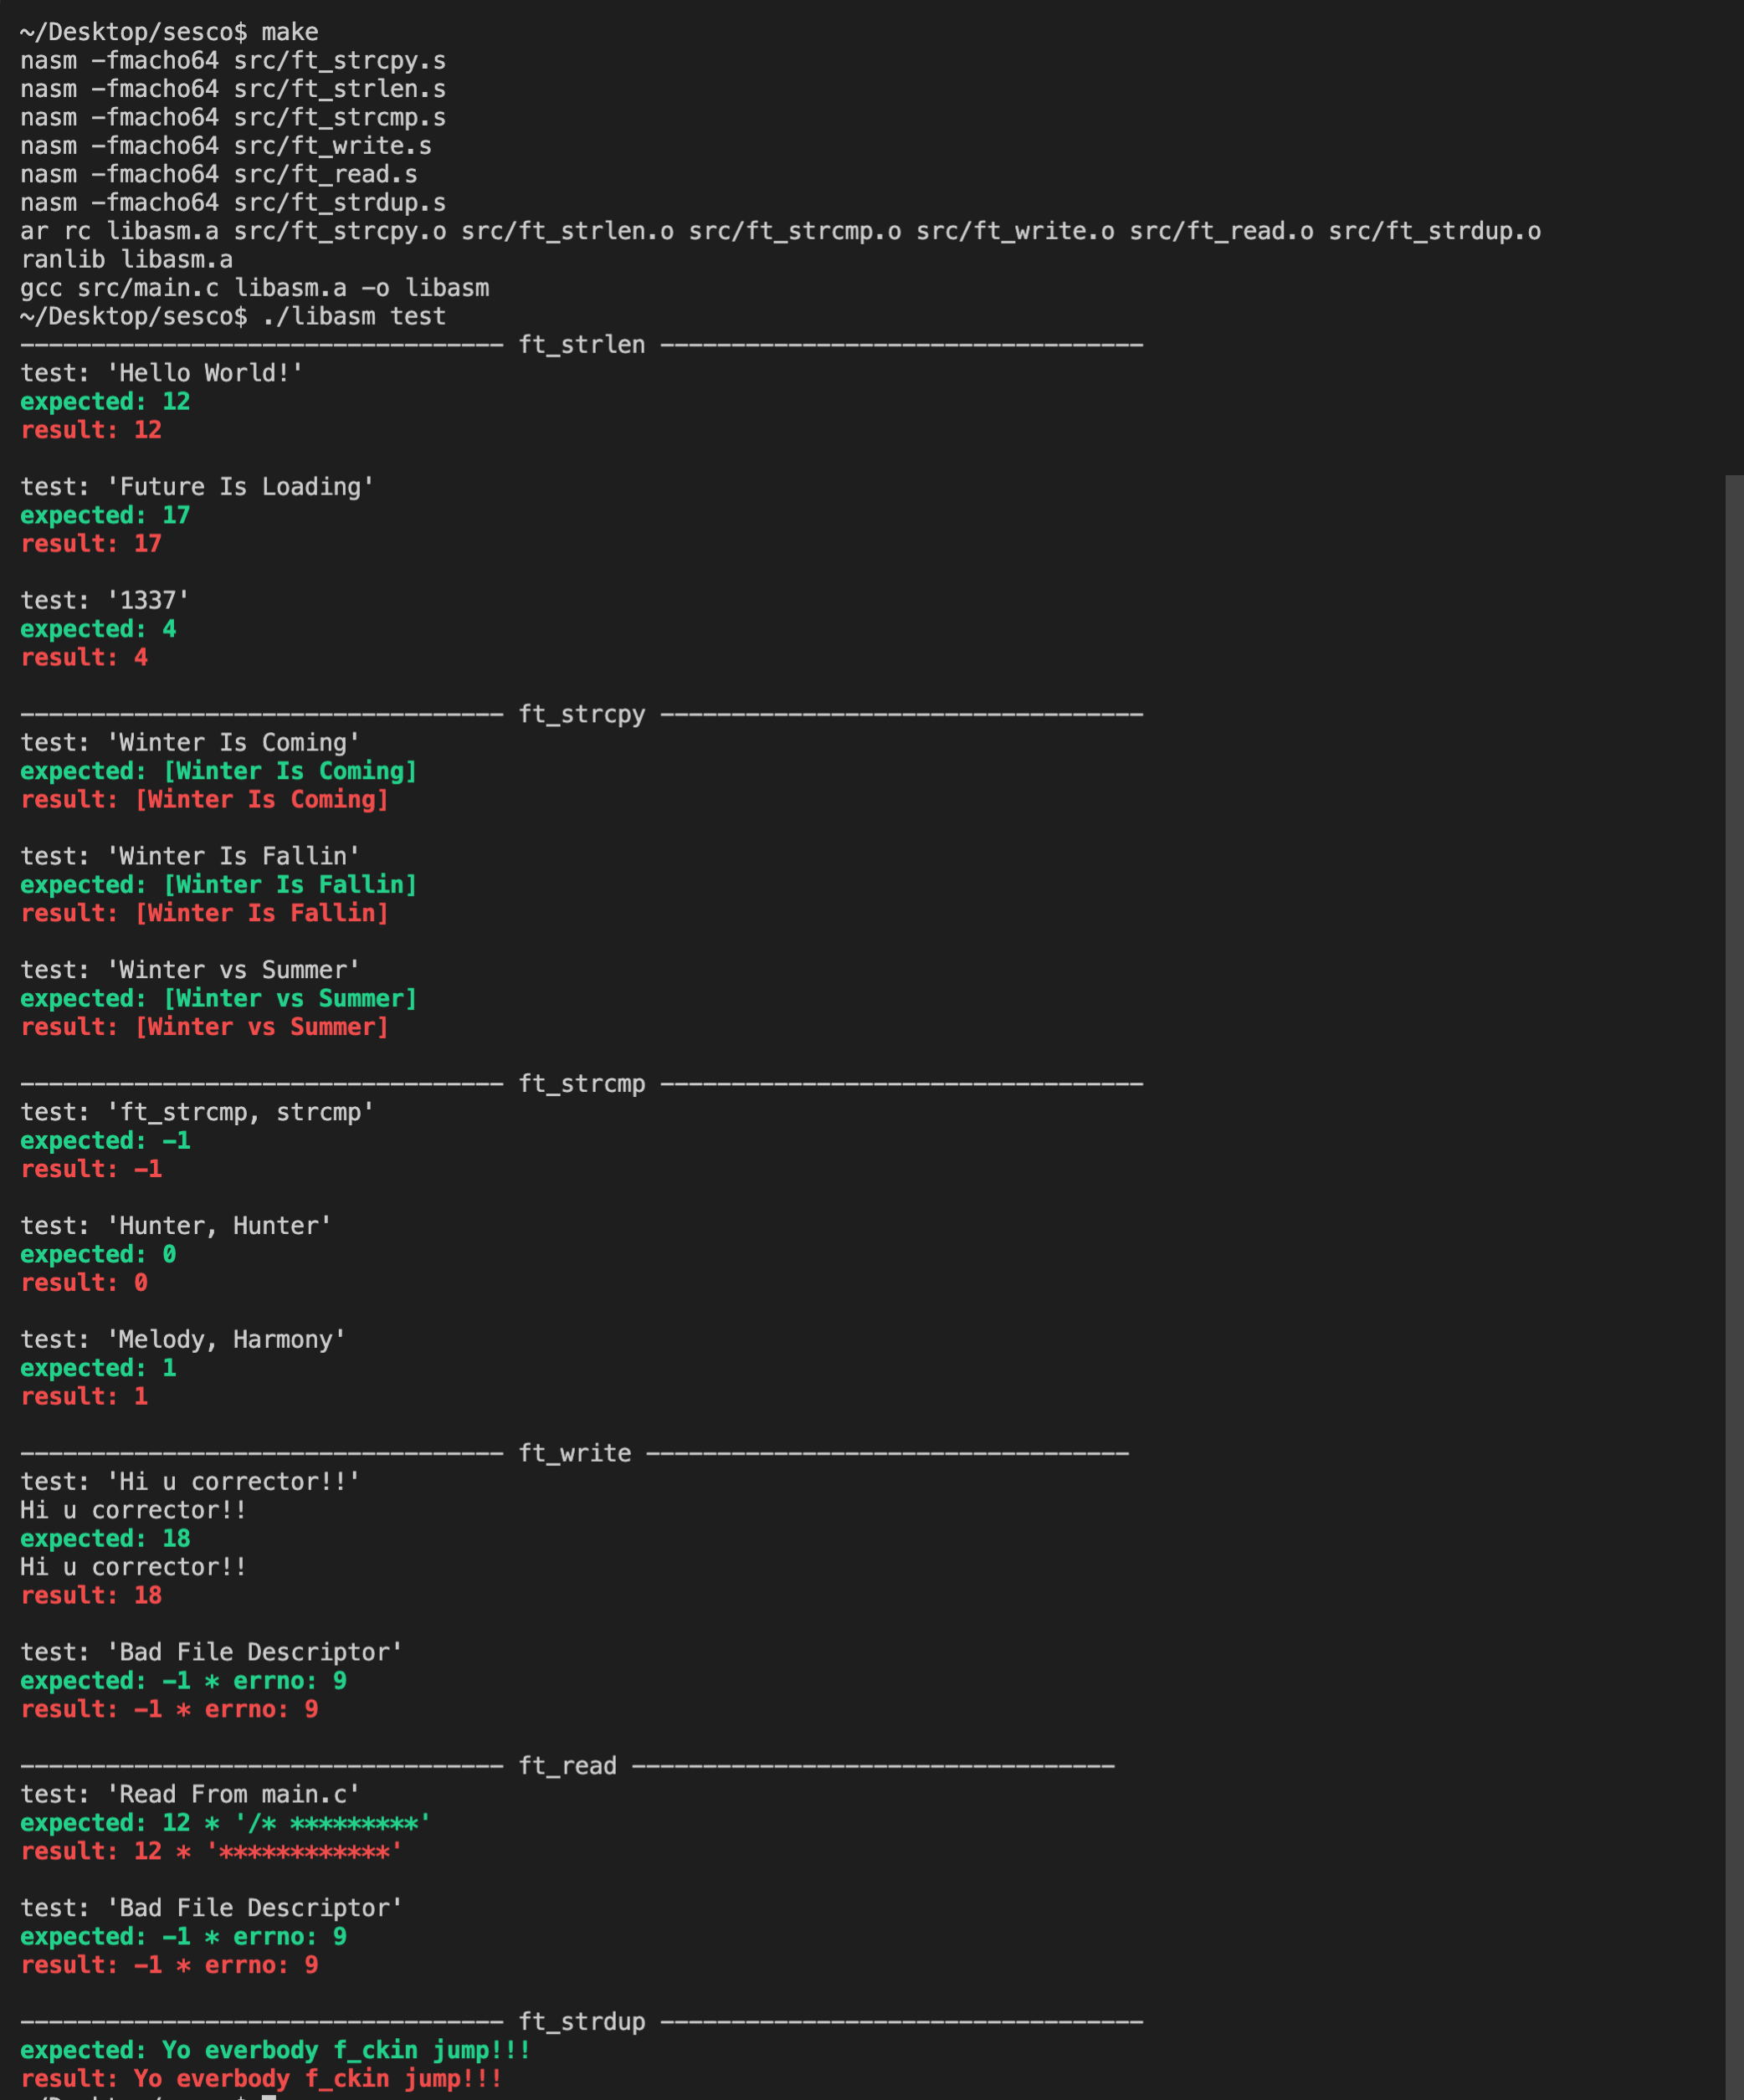 ~/Desktop/sesco$ make
nasm -fmacho64 src/ft_strcpy.s
nasm -fmacho64 src/ft_strlen.s
nasm -fmacho64 src/ft_strcmp.s
nasm -fmacho64 src/ft_write.s
nasm -fmacho64 src/ft_read.s
nasm -fmacho64 src/ft_strdup.s
ar rc libasm.a src/ft_strcpy.o src/ft_strlen.o src/ft_strcmp.o src/ft_write.o src/ft_read.o src/ft_strdup.o
ranlib libasm.a
gcc src/main.c libasm.a -o libasm
~/Desktop/sesco$ ./libasm test
---------------------------------- ft_strlen ----------------------------------
test: 'Hello World!'
expected: 12
result: 12
test: 'Future Is Loading'
expected: 17
result: 17
test: '1337'
expected: 4
result: 4
---------------------------------- ft_strcpy ----------------------------------
test: 'Winter Is Coming'
expected: [Winter Is Coming]
result: [Winter Is Coming]
test: 'Winter Is Fallin'
expected: [Winter Is Fallin]
result: [Winter Is Fallin]
test: 'Winter vs Summer'
expected: [Winter vs Summer]
result: [Winter vs Summer]
---------------------------------- ft_strcmp ----------------------------------
test: 'ft_strcmp, strcmp'
expected: -1
result: -1
test: 'Hunter, Hunter'
expected: 0
result: 0
test: 'Melody, Harmony'
expected: 1
result: 1
---------------------------------- ft_write ----------------------------------
test: 'Hi u corrector!!'
Hi u corrector!!
expected: 18
Hi u corrector!!
result: 18
test: 'Bad File Descriptor'
expected: -1 * errno: 9
result: -1 * errno: 9
---------------------------------- ft_read ----------------------------------
test: 'Read From main.c'
expected: 12 * '/* *********'
result: 12 * '************'
test: 'Bad File Descriptor'
expected: -1 * errno: 9
result: -1 * errno: 9
---------------------------------- ft_strdup ----------------------------------
expected: Yo everbody f_ckin jump!!!
result: Yo everbody f_ckin jump!!!